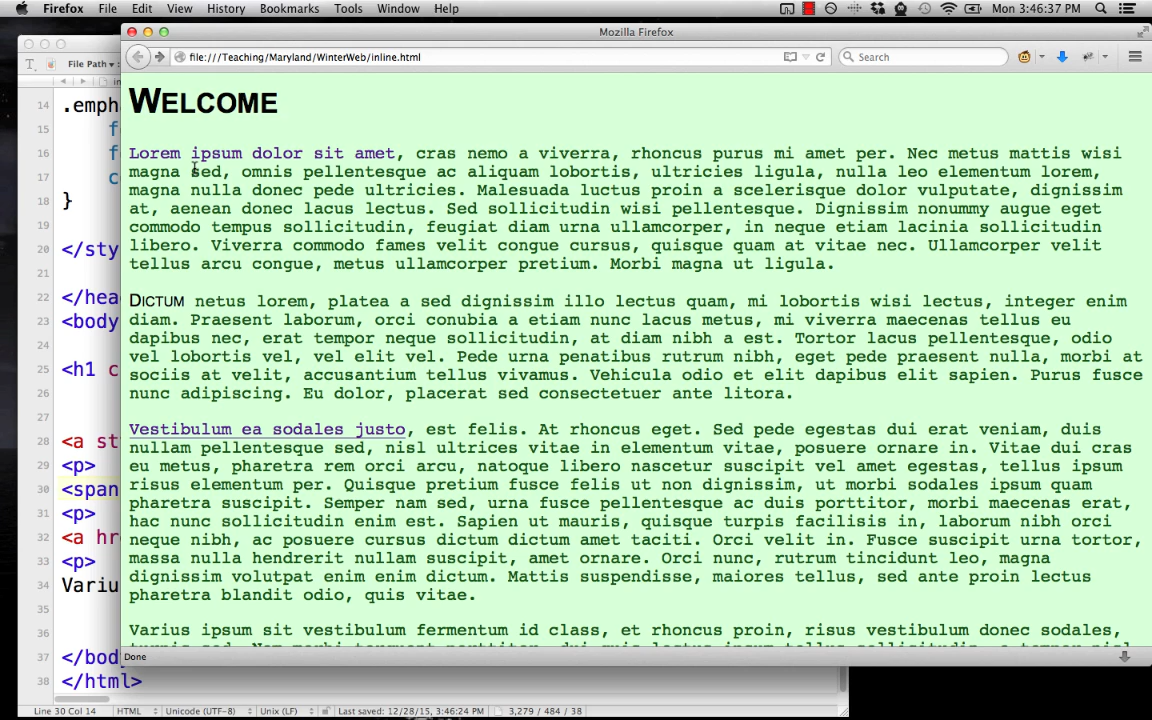 Firefox File Edit View History Bookmarks Tools Window Help Mon 3:46:37 PM
Mozilla Firefox
File Path
file:///Teaching/Maryland/WinterWeb/inline.html Search
in
WELCOME
Lorem ipsum dolor sit amet, cras nemo a viverra, rhoncus purus mi amet per. Nec metus mattis wisi
magna sed, omnis pellentesque ac aliquam lobortis, ultricies ligula, nulla leo elementum lorem,
magna nulla donec pede ultricies. Malesuada luctus proin a scelerisque dolor vulputate, dignissim
at, aenean donec lacus lectus. Sed sollicitudin wisi pellentesque. Dignissim nonummy augue eget
commodo tempus sollicitudin, feugiat diam urna ullamcorper, in neque etiam lacinia sollicitudin
libero. Viverra commodo fames velit congue cursus, quisque quam at vitae nec. Ullamcorper velit
tellus arcu congue, metus ullamcorper pretium. Morbi magna ut ligula.
DICTUM netus lorem, platea a sed dignissim illo lectus quam, mi lobortis wisi lectus, integer enim
diam. Praesent laborum, orci conubia a etiam nunc lacus metus, mi viverra maecenas tellus eu
dapibus nec, erat tempor neque sollicitudin, at diam nibh a est. Tortor lacus pellentesque, odio
vel lobortis vel, vel elit vel. Pede urna penatibus rutrum nibh, eget pede praesent nulla, morbi at
sociis at velit, accusantium tellus vivamus. Vehicula odio et elit dapibus elit sapien. Purus fusce
nunc adipiscing. Eu dolor, placerat sed consectetuer ante litora.
Vestibulum ea sodales justo, est felis. At rhoncus eget. Sed pede egestas dui erat veniam, duis
nullam pellentesque sed, nisl ultrices vitae in elementum vitae, posuere ornare in. Vitae dui cras
eu metus, pharetra rem orci arcu, natoque libero nascetur suscipit vel amet egestas, tellus ipsum
risus elementum per. Quisque pretium fusce felis ut non dignissim, ut morbi sodales ipsum quam
pharetra suscipit. Semper nam sed, urna fusce pellentesque ac duis porttitor, morbi maecenas erat,
hac nunc sollicitudin enim est. Sapien ut mauris, quisque turpis facilisis in, laborum nibh orci
neque nibh, ac posuere cursus dictum dictum amet taciti. Orci velit in. Fusce suscipit urna tortor,
massa nulla hendrerit nullam suscipit, amet ornare. Orci nunc, rutrum tincidunt leo, magna
dignissim volutpat enim enim dictum. Mattis suspendisse, maiores tellus, sed ante proin lectus
pharetra blandit odio, quis vitae.
Varius ipsum sit vestibulum fermentum id class, et rhoncus proin, risus vestibulum donec sodales,
Done
14 .emph
15 f
16 f
17 c
18 }
19
20 </sty
21
22 </hea
23 <body
24
25 <h1 c
26
27
28 <a st
29 <p>
30 <span
31 <p>
32 <a hr
33 <p>
34 Variu
35
36
37 </body
38 </html>
Line 30 Col 14 HTML Unicode (UTF-8) Unix (LF) Last saved: 12/28/15, 3:46:24 PM 3,279 / 484 / 38